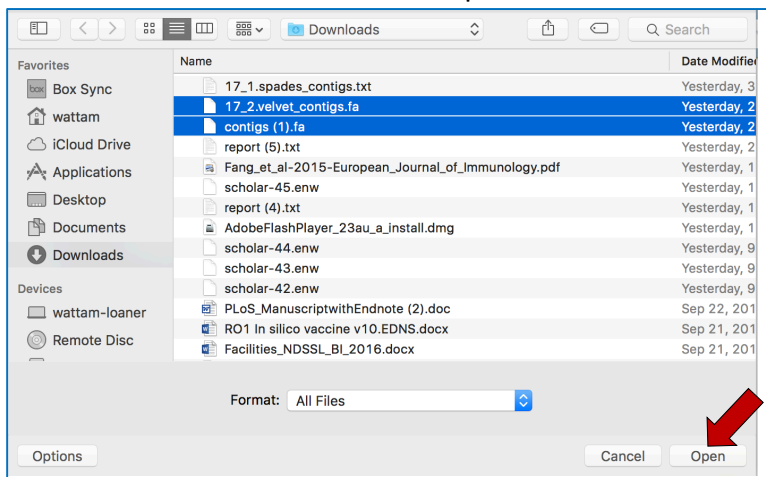 Downloads
Search
Favorites
Name
Date Modifie
box Box Sync
17_1.spades_contigs.txt
Yesterday, 3
wattam
17_2.velvet_contigs.fa
Yesterday, 2
contigs (1).fa
Yesterday, 2
iCloud Drive
report (5).txt
Yesterday, 2
Applications
Fang_et_al-2015-European_Journal_of_Immunology.pdf
Yesterday, 1
scholar-45.enw
Yesterday, 1
Desktop
report (4).txt
Yesterday, 1
Documents
AdobeFlashPlayer_23au_a_install.dmg
Yesterday, 1
Downloads
scholar-44.enw
Yesterday, 9
scholar-43.enw
Yesterday, 9
Devices
scholar-42.enw
Yesterday, 9
wattam-loaner
PLoS_ManuscriptwithEndnote (2).doc
Sep 22, 201
RO1 In silico vaccine v10.EDNS.docx
Sep 21, 201
Remote Disc
Facilities_NDSSL_BI_2016.docx
Sep 21, 201
Format: All Files
Options
Cancel
Open